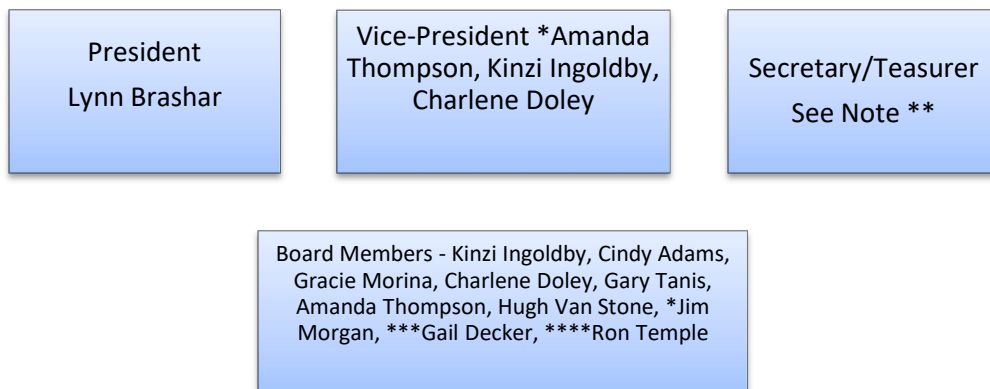 President
Lynn Brashar
Vice-President *Amanda
Thompson, Kinzi Ingoldby,
Charlene Doley
Secretary/Teasurer
See Note **
Board Members - Kinzi Ingoldby, Cindy Adams,
Gracie Morina, Charlene Doley, Gary Tanis,
Amanda Thompson, Hugh Van Stone, *Jim
Morgan, ***Gail Decker, ****Ron Temple